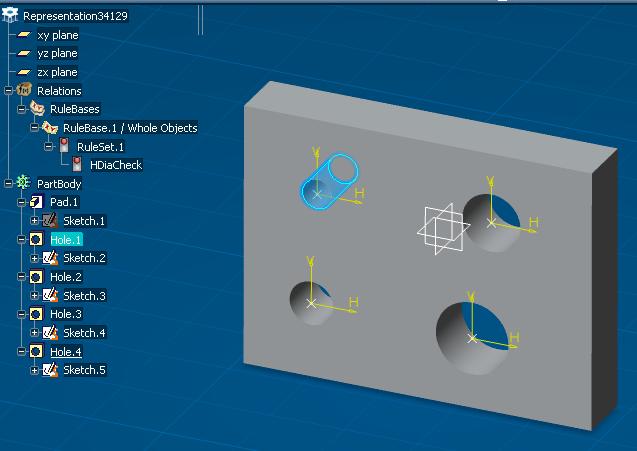 Representation34129
xy plane
yz plane
zx plane
Relations
RuleBases
RuleBase.1 / Whole Objects
RuleSet.1
HDiaCheck
PartBody
Pad.1
Sketch.1
Hole.1
Sketch.2
Hole.2
Sketch.3
Hole.3
Sketch.4
Hole.4
Sketch.5
V
H
V
H
V
H
V
H